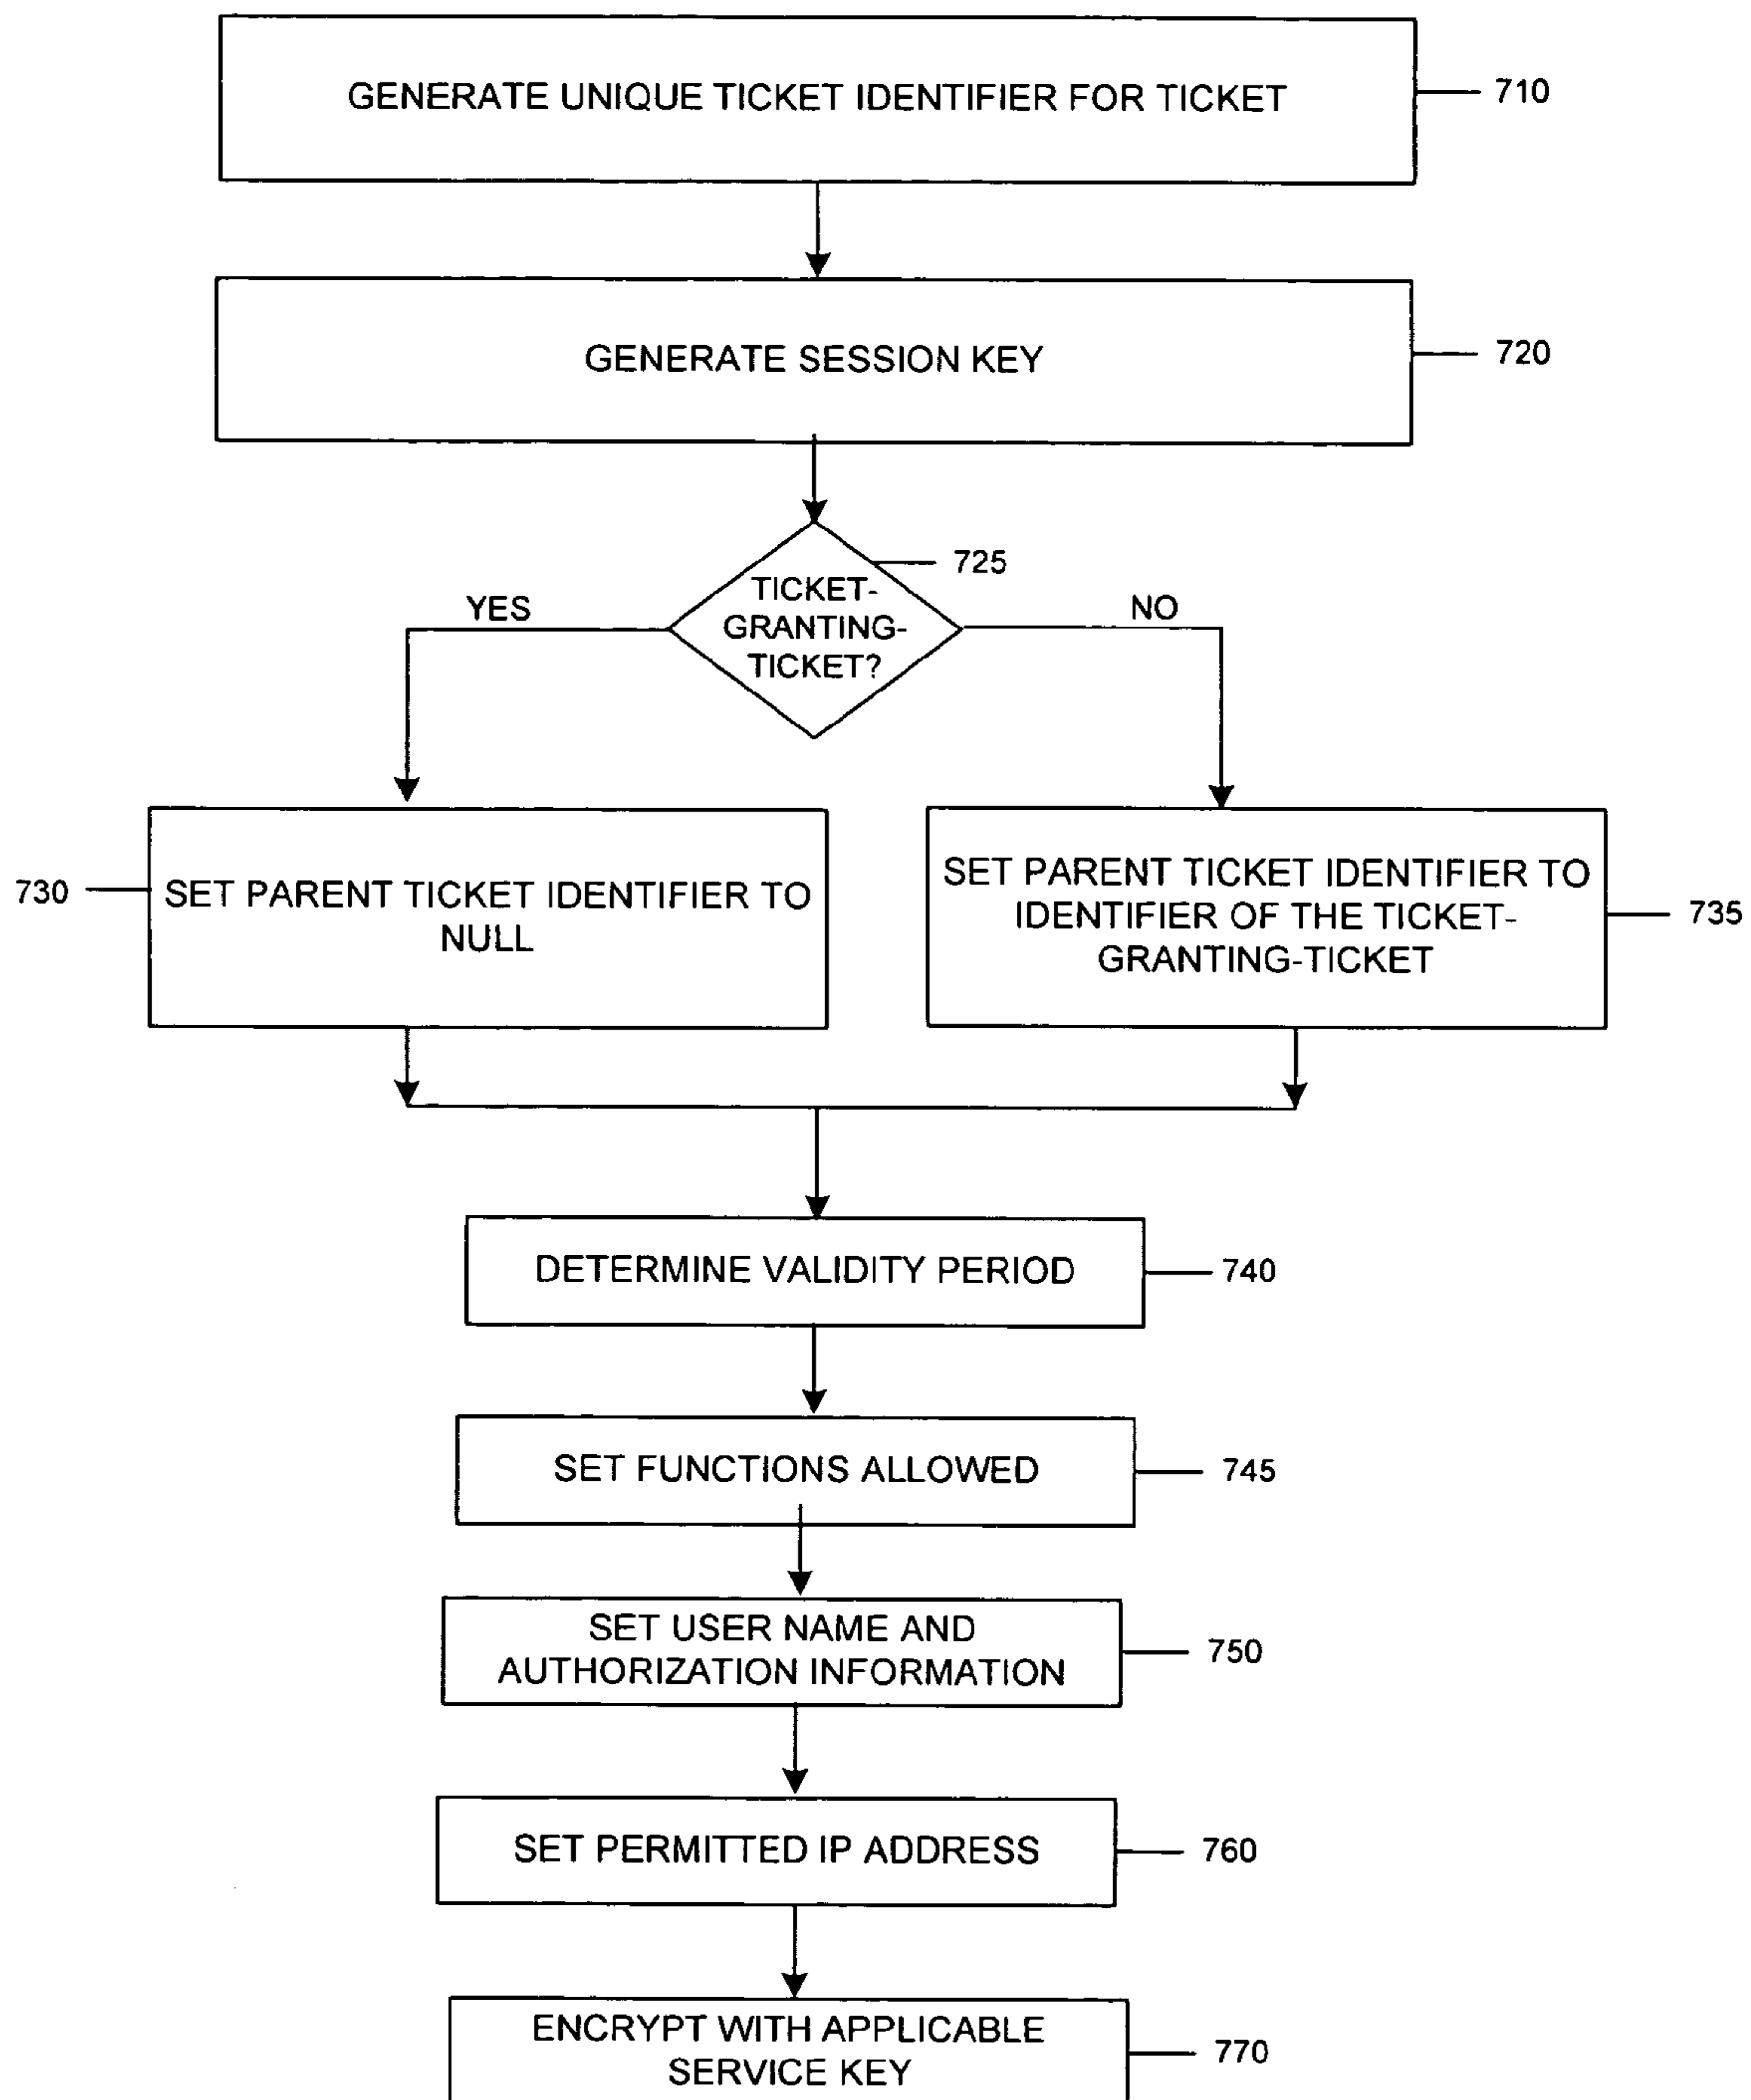 GENERATE UNIQUE TICKET IDENTIFIER FOR TICKET
710
GENERATE SESSION KEY
720
725
TICKET-
GRANTING-
TICKET?
YES
NO
730
SET PARENT TICKET IDENTIFIER TO
NULL
SET PARENT TICKET IDENTIFIER TO
IDENTIFIER OF THE TICKET-
GRANTING-TICKET
735
DETERMINE VALIDITY PERIOD
740
SET FUNCTIONS ALLOWED
745
SET USER NAME AND
AUTHORIZATION INFORMATION
750
SET PERMITTED IP ADDRESS
760
ENCRYPT WITH APPLICABLE
SERVICE KEY
770